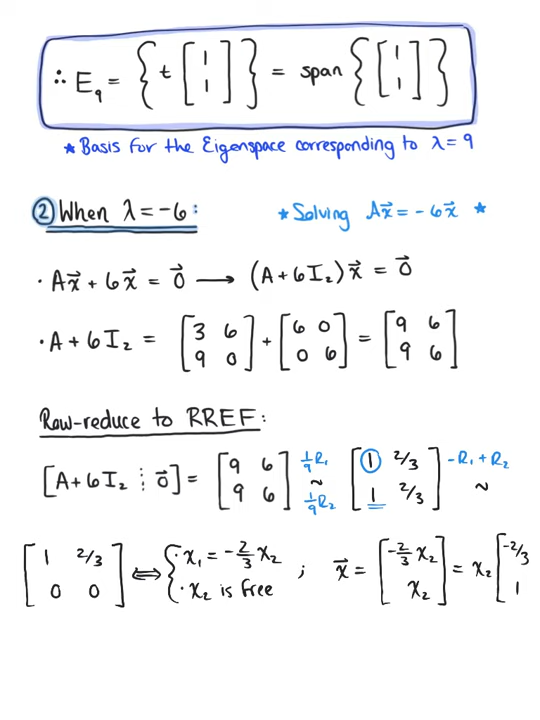 ∴ E₉ = { t [1; 1] } = span { [1; 1] }
* Basis for the Eigenspace corresponding to λ = 9
② When λ = -6: * Solving Ax⃗ = -6x⃗ *
· Ax⃗ + 6x⃗ = 0⃗ ⟶ (A + 6I₂)x⃗ = 0⃗
· A + 6I₂ = [3 6; 9 0] + [6 0; 0 6] = [9 6; 9 6]
Row-reduce to RREF:
[A + 6I₂ ⋮ 0⃗] = [9 6; 9 6] 1/9 R₁ ~ 1/9 R₂ [1 2/3; 1 2/3] -R₁ + R₂ ~
[1 2/3; 0 0] ⟺ { · x₁ = -2/3 x₂ · x₂ is free ; x⃗ = [-2/3 x₂; x₂] = x₂ [-2/3; 1